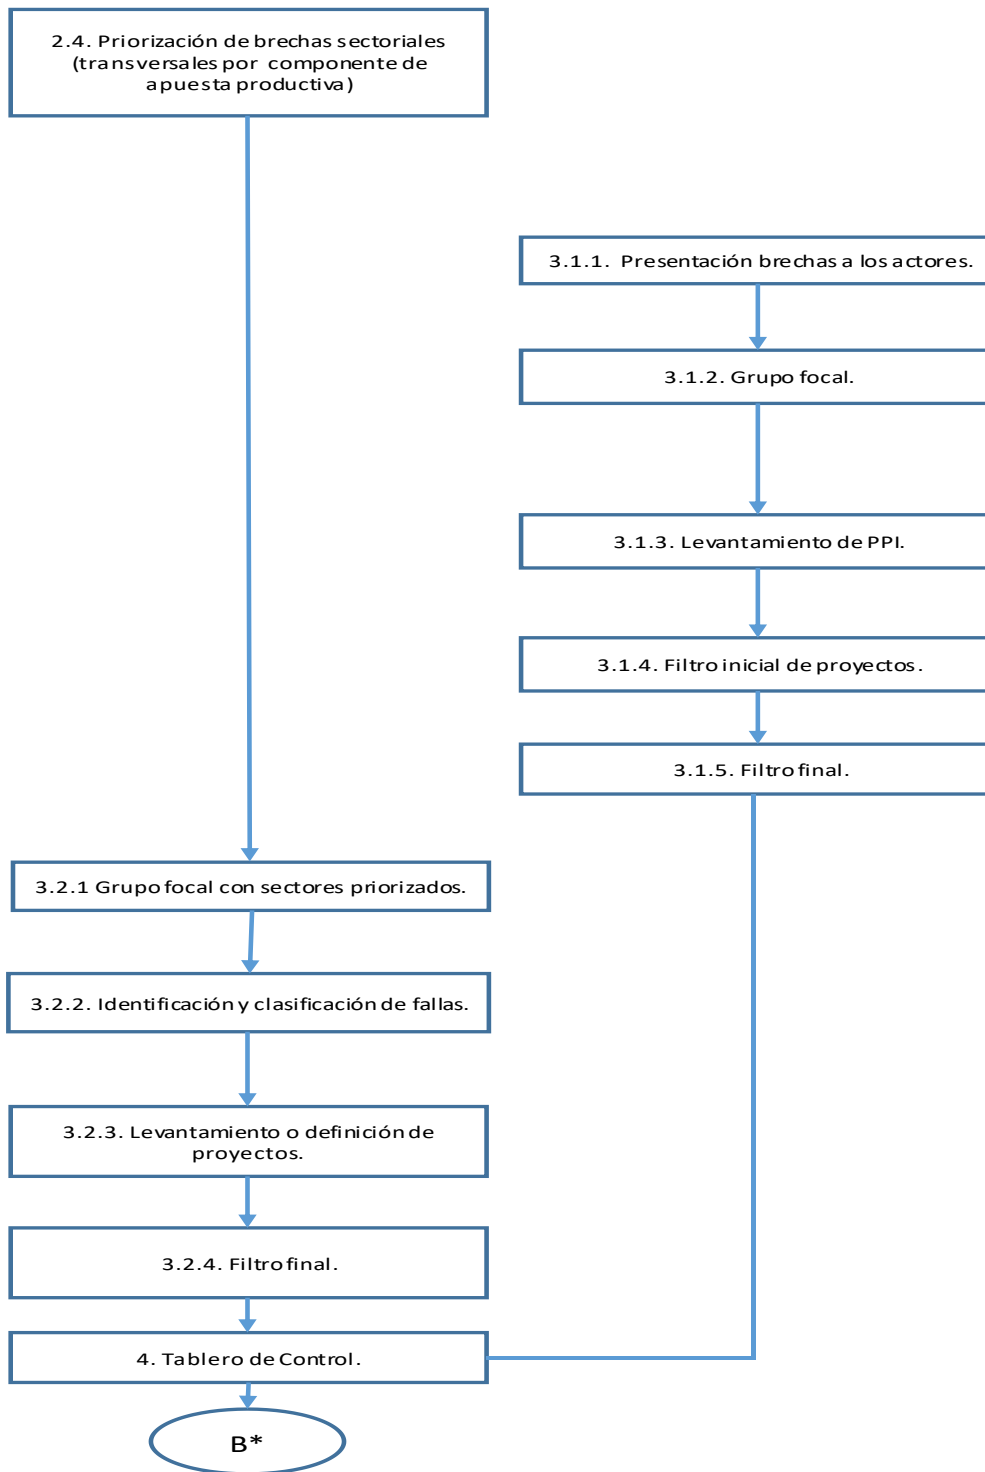 2.4. Priorización de brechas sectoriales
(transversales por componente de
apuesta productiva)
3.1.1. Presentación brechas a los actores.
3.1.2. Grupo focal.
3.1.3. Levantamiento de PPI.
3.1.4. Filtro inicial de proyectos.
3.1.5. Filtro final.
3.2.1 Grupo focal con sectores priorizados.
3.2.2. Identificación y clasificación de fallas.
3.2.3. Levantamiento o definición de
proyectos.
3.2.4. Filtro final.
4. Tablero de Control.
B*